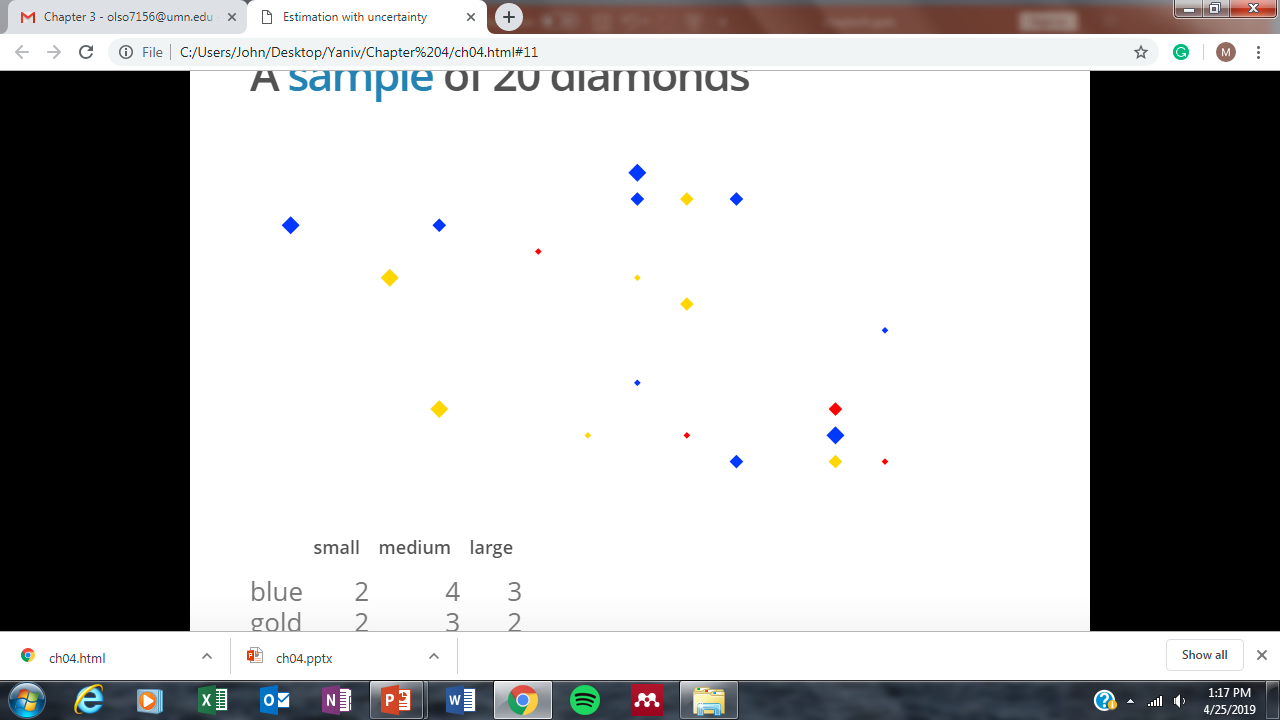 Chapter 3 - olso7156@umn.edu
Estimation with uncertainty
File
C:/Users/John/Desktop/Yaniv/Chapter%204/ch04.html#11
M
A sample of 20 diamonds
small medium large
blue 2 4 3
gold 2 3 2
ch04.html
ch04.pptx
Show all
1:17 PM
4/25/2019